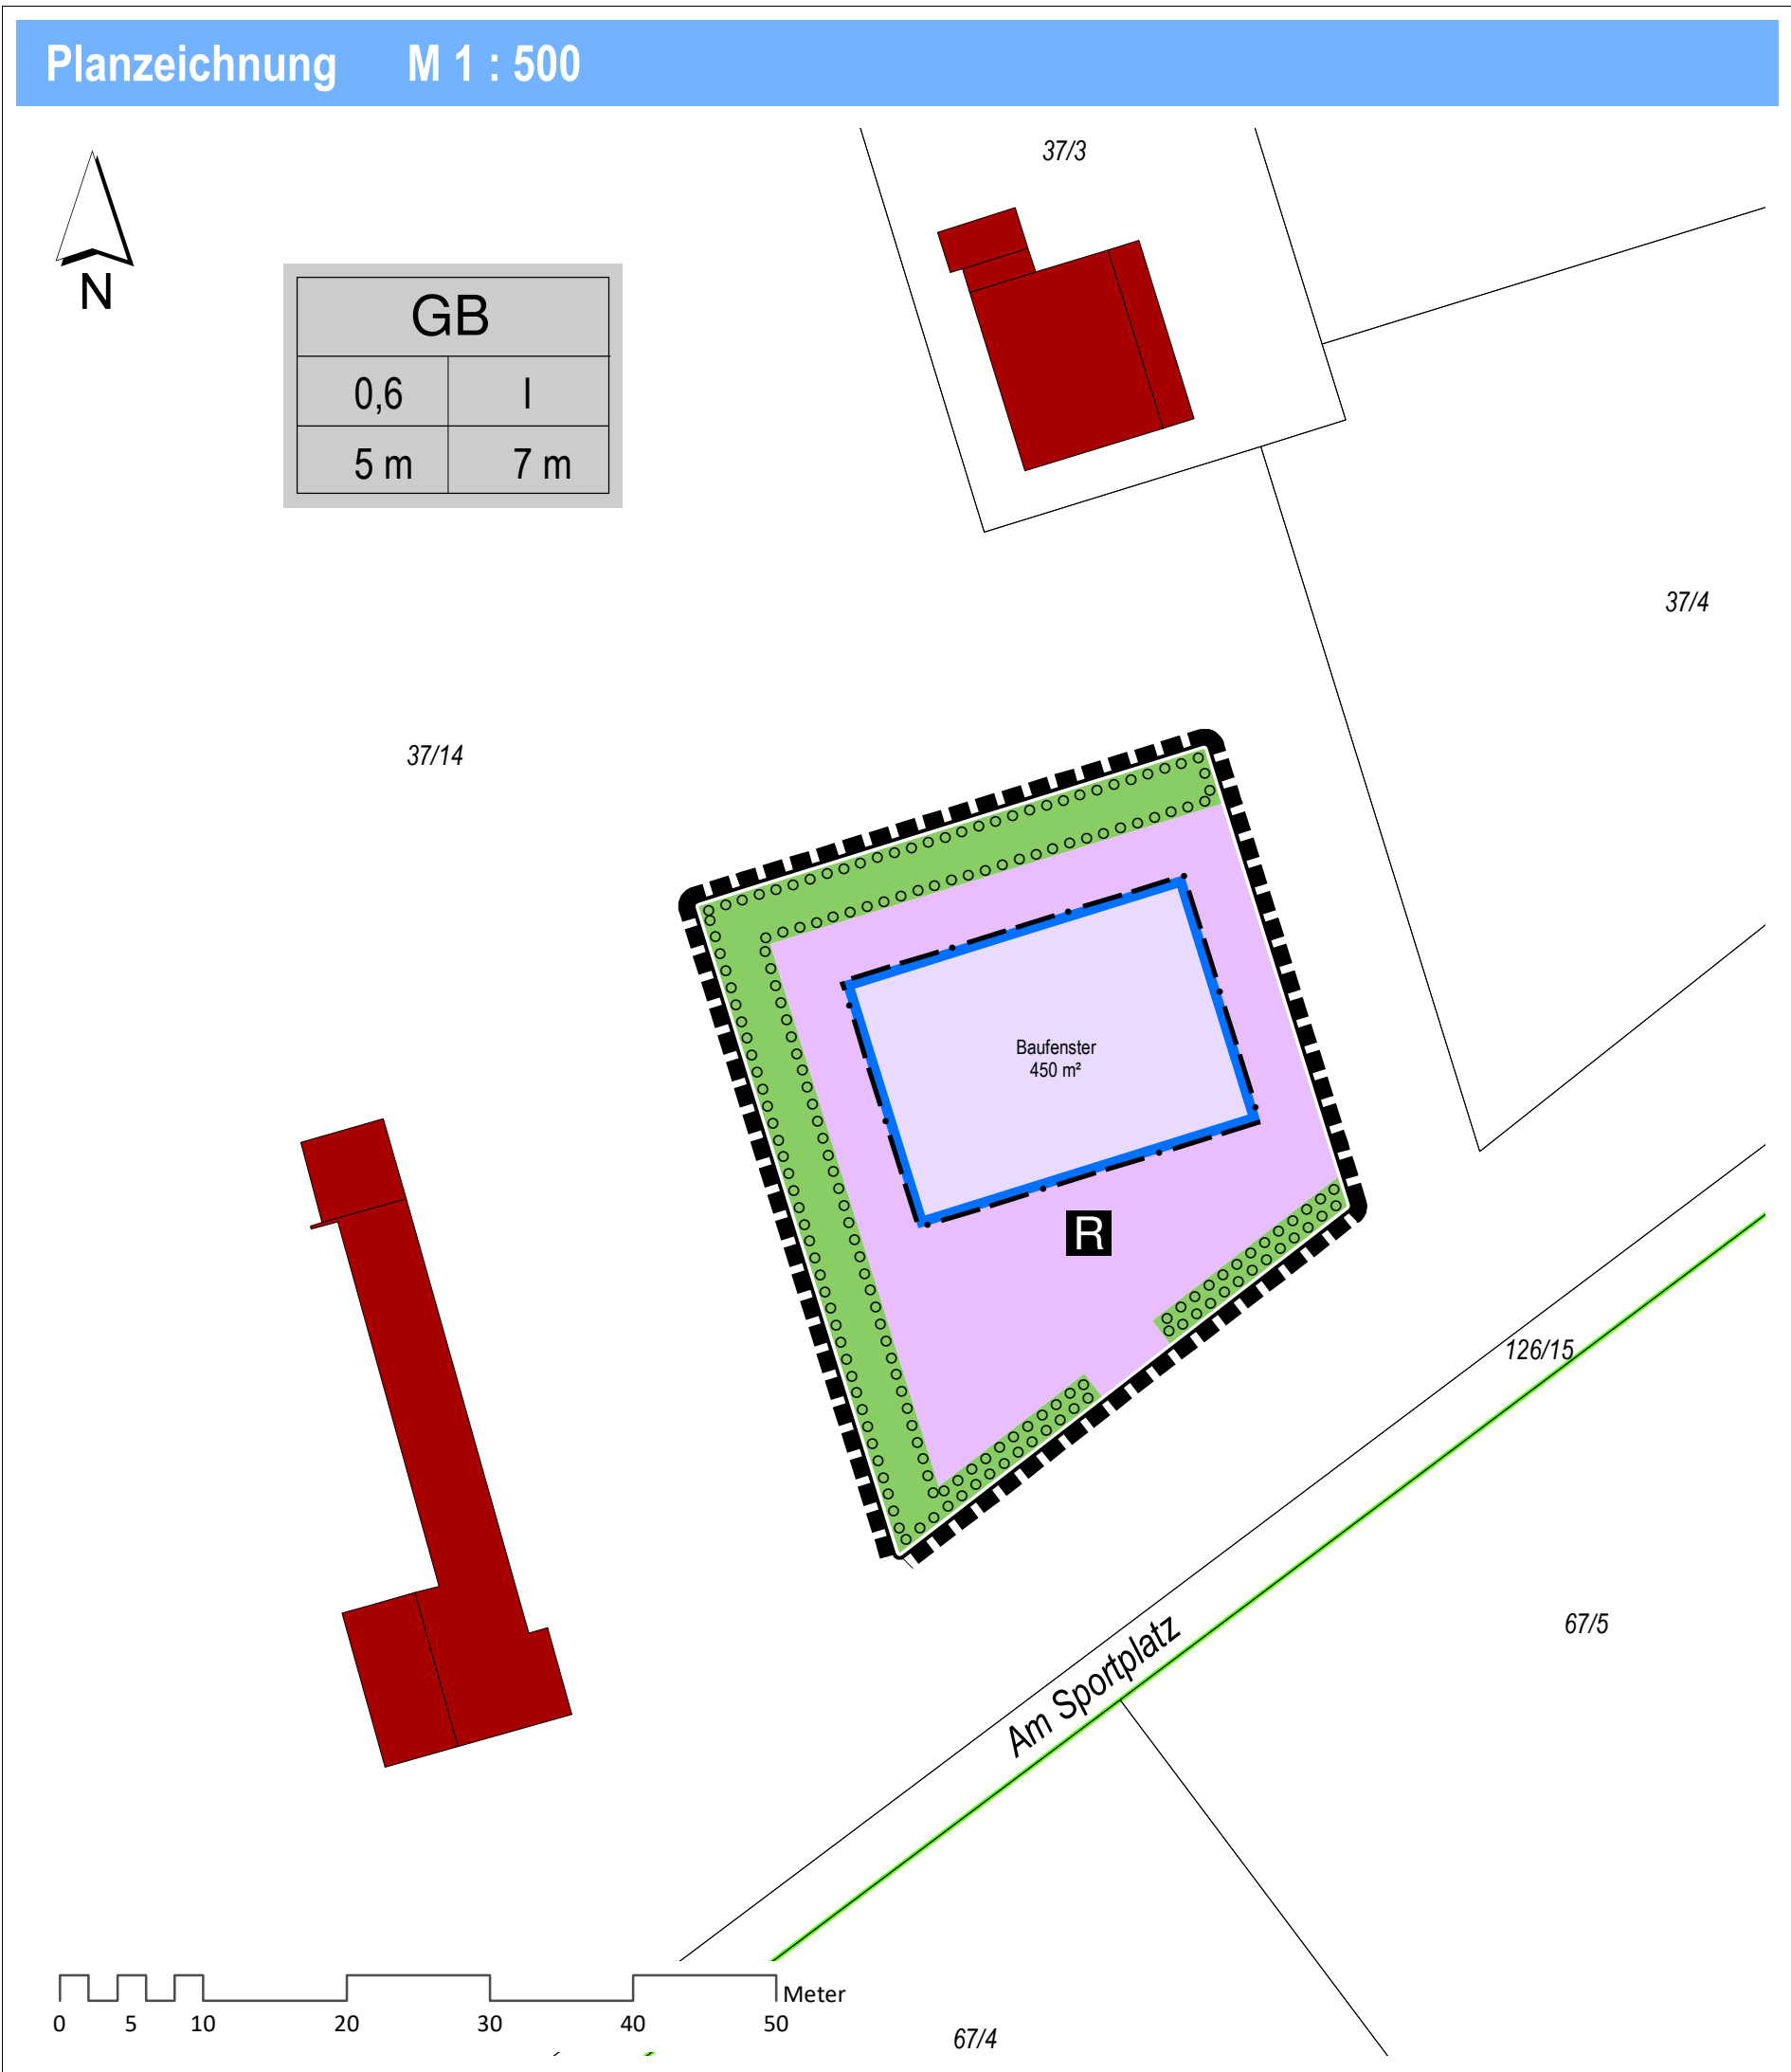 Planzeichnung M 1 : 500
37/3
N
GB
0,6 I
5 m 7 m
37/4
37/14
Baufenster
450 m²
R
126/15
67/5
Am Sportplatz
Meter
0 5 10 20 30 40 50
67/4